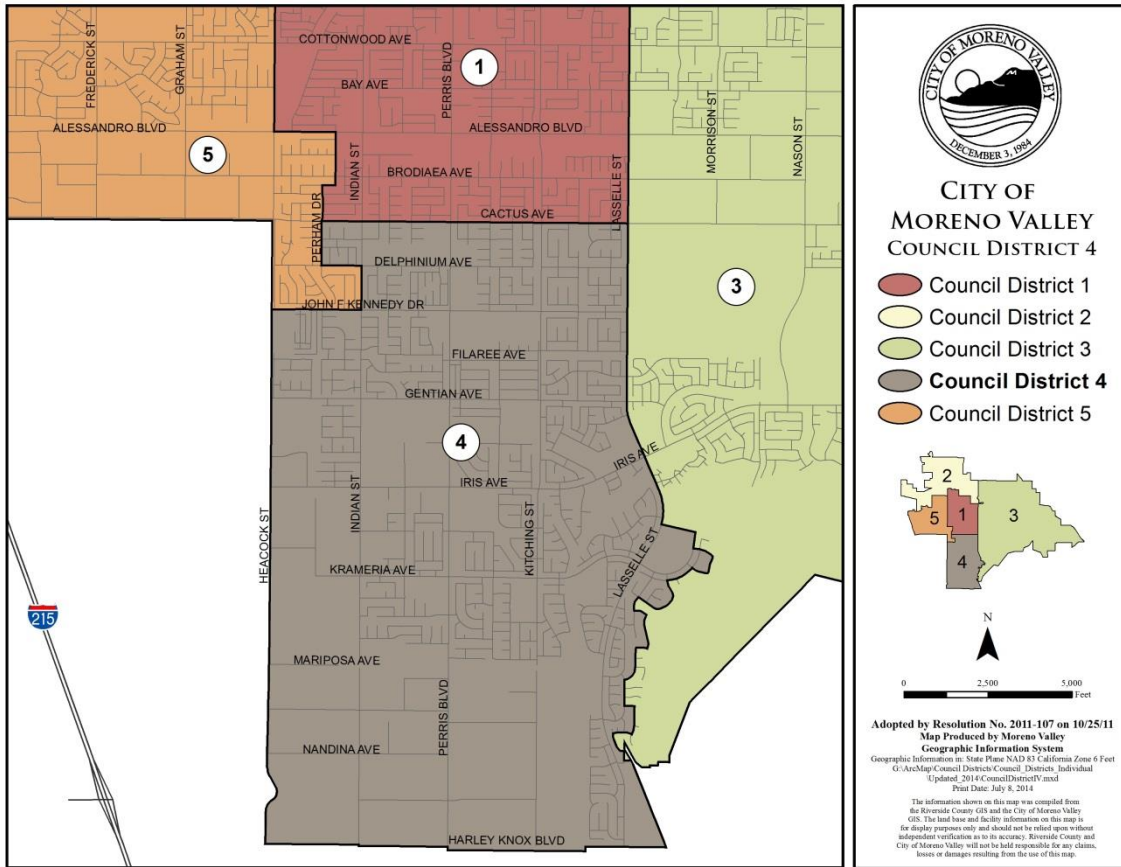 COTTONWOOD AVE
1
FREDERICK ST
GRAHAM ST
PERRIS BLVD
BAY AVE
ALESSANDRO BLVD
ALESSANDRO BLVD
5
INDIAN ST
MORRISON ST
NASON ST
BRODIAEA AVE
LASSELLE ST
CACTUS AVE
PERHAM DR
DELPHINIUM AVE
3
JOHN F KENNEDY DR
FILAREE AVE
GENTIAN AVE
4
IRIS AVE
IRIS AVE
INDIAN ST
KITCHING ST
HEACOCK ST
LASSELLE ST
KRAMERIA AVE
215
MARIPOSA AVE
PERRIS BLVD
NANDINA AVE
HARLEY KNOX BLVD
CITY OF MORENO VALLEY
DECEMBER 3, 1984
CITY OF
MORENO VALLEY
COUNCIL DISTRICT 4
Council District 1
Council District 2
Council District 3
Council District 4
Council District 5
2
5
1
3
4
N
0 2,500 5,000
Feet
Adopted by Resolution No. 2011-107 on 10/25/11
Map Produced by Moreno Valley
Geographic Information System
Geographic Information in: State Plane NAD 83 California Zone 6 Feet
G:\ArcMap\Council Districts\Council_Districts_Individual
\Updated_2014\CouncilDistrictIV.mxd
Print Date: July 8, 2014
The information shown on this map was compiled from
the Riverside County GIS and the City of Moreno Valley
GIS. The land base and facility information on this map is
for display purposes only and should not be relied upon without
independent verification as to its accuracy. Riverside County and
City of Moreno Valley will not be held responsible for any claims,
losses or damages resulting from the use of this map.